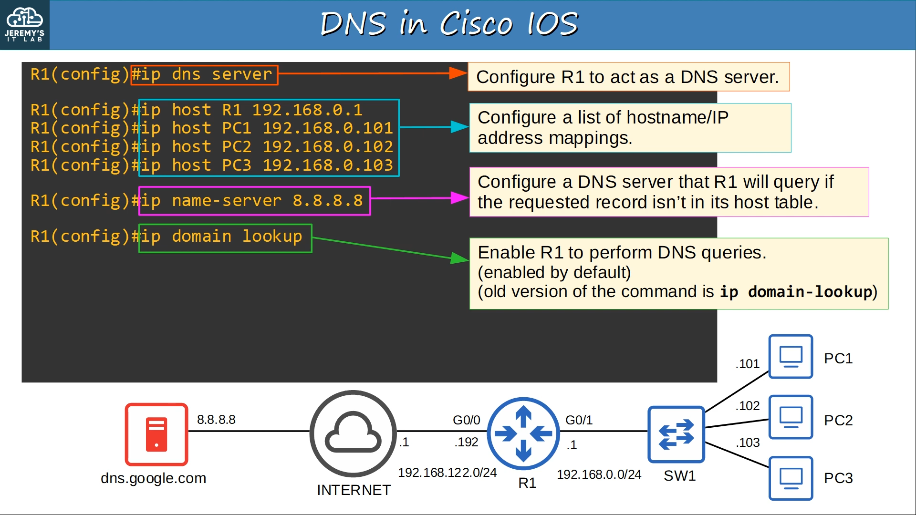 JEREMY'S
IT LAB
DNS in Cisco IOS
R1(config)#ip dns server
Configure R1 to act as a DNS server.
R1(config)#ip host R1 192.168.0.1
R1(config)#ip host PC1 192.168.0.101
R1(config)#ip host PC2 192.168.0.102
R1(config)#ip host PC3 192.168.0.103
Configure a list of hostname/IP
address mappings.
R1(config)#ip name-server 8.8.8.8
Configure a DNS server that R1 will query if
the requested record isn't in its host table.
R1(config)#ip domain lookup
Enable R1 to perform DNS queries.
(enabled by default)
(old version of the command is ip domain-lookup)
8.8.8.8
dns.google.com
INTERNET
.1
G0/0
.192
192.168.122.0/24
R1
G0/1
.1
192.168.0.0/24
SW1
.101
PC1
.102
PC2
.103
PC3